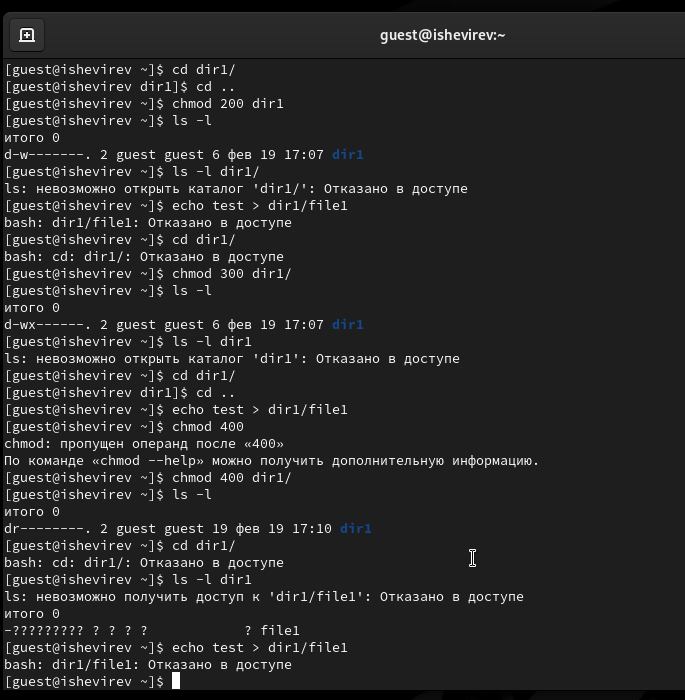 guest@ishevirev:~
[guest@ishevirev ~]$ cd dir1/
[guest@ishevirev dir1]$ cd ..
[guest@ishevirev ~]$ chmod 200 dir1
[guest@ishevirev ~]$ ls -l
итого 0
d-w-------. 2 guest guest 6 фев 19 17:07 dir1
[guest@ishevirev ~]$ ls -l dir1/
ls: невозможно открыть каталог 'dir1/': Отказано в доступе
[guest@ishevirev ~]$ echo test > dir1/file1
bash: dir1/file1: Отказано в доступе
[guest@ishevirev ~]$ cd dir1/
bash: cd: dir1/: Отказано в доступе
[guest@ishevirev ~]$ chmod 300 dir1/
[guest@ishevirev ~]$ ls -l
итого 0
d-wx------. 2 guest guest 6 фев 19 17:07 dir1
[guest@ishevirev ~]$ ls -l dir1
ls: невозможно открыть каталог 'dir1': Отказано в доступе
[guest@ishevirev ~]$ cd dir1/
[guest@ishevirev dir1]$ cd ..
[guest@ishevirev ~]$ echo test > dir1/file1
[guest@ishevirev ~]$ chmod 400
chmod: пропущен операнд после «400»
По команде «chmod --help» можно получить дополнительную информацию.
[guest@ishevirev ~]$ chmod 400 dir1/
[guest@ishevirev ~]$ ls -l
итого 0
dr--------. 2 guest guest 19 фев 19 17:10 dir1
[guest@ishevirev ~]$ cd dir1/
bash: cd: dir1/: Отказано в доступе
[guest@ishevirev ~]$ ls -l dir1
ls: невозможно получить доступ к 'dir1/file1': Отказано в доступе
итого 0
-????????? ? ? ? ?            ? file1
[guest@ishevirev ~]$ echo test > dir1/file1
bash: dir1/file1: Отказано в доступе
[guest@ishevirev ~]$